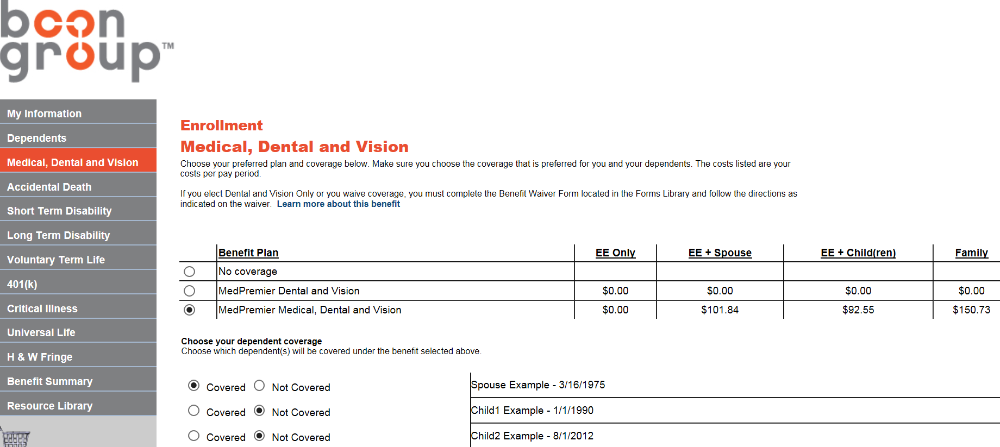 boon
group™
My Information
Dependents
Medical, Dental and Vision
Accidental Death
Short Term Disability
Long Term Disability
Voluntary Term Life
401(k)
Critical Illness
Universal Life
H & W Fringe
Benefit Summary
Resource Library
Enrollment
Medical, Dental and Vision
Choose your preferred plan and coverage below. Make sure you choose the coverage that is preferred for you and your dependents. The costs listed are your
costs per pay period.
If you elect Dental and Vision Only or you waive coverage, you must complete the Benefit Waiver Form located in the Forms Library and follow the directions as
indicated on the waiver. Learn more about this benefit
Benefit Plan EE Only EE + Spouse EE + Child(ren) Family
No coverage
MedPremier Dental and Vision $0.00 $0.00 $0.00 $0.00
MedPremier Medical, Dental and Vision $0.00 $101.84 $92.55 $150.73
Choose your dependent coverage
Choose which dependent(s) will be covered under the benefit selected above.
Covered Not Covered Spouse Example - 3/16/1975
Covered Not Covered Child1 Example - 1/1/1990
Covered Not Covered Child2 Example - 8/1/2012